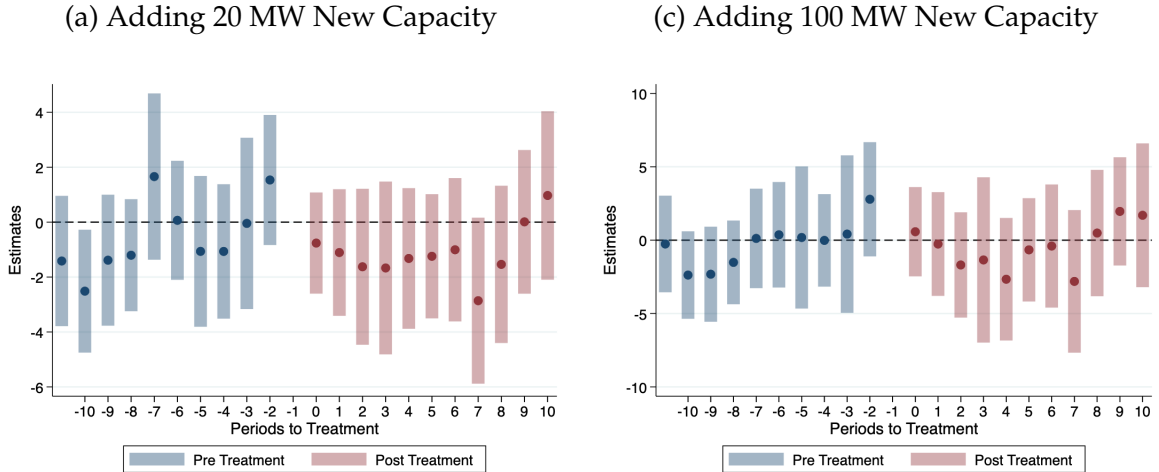 (a) Adding 20 MW New Capacity
4
2
0
-2
-4
-6
Estimates
-10 -9 -8 -7 -6 -5 -4 -3 -2 -1 0 1 2 3 4 5 6 7 8 9 10
Periods to Treatment
Pre Treatment Post Treatment
(c) Adding 100 MW New Capacity
10
5
0
-5
-10
Estimates
-10 -9 -8 -7 -6 -5 -4 -3 -2 -1 0 1 2 3 4 5 6 7 8 9 10
Periods to Treatment
Pre Treatment Post Treatment